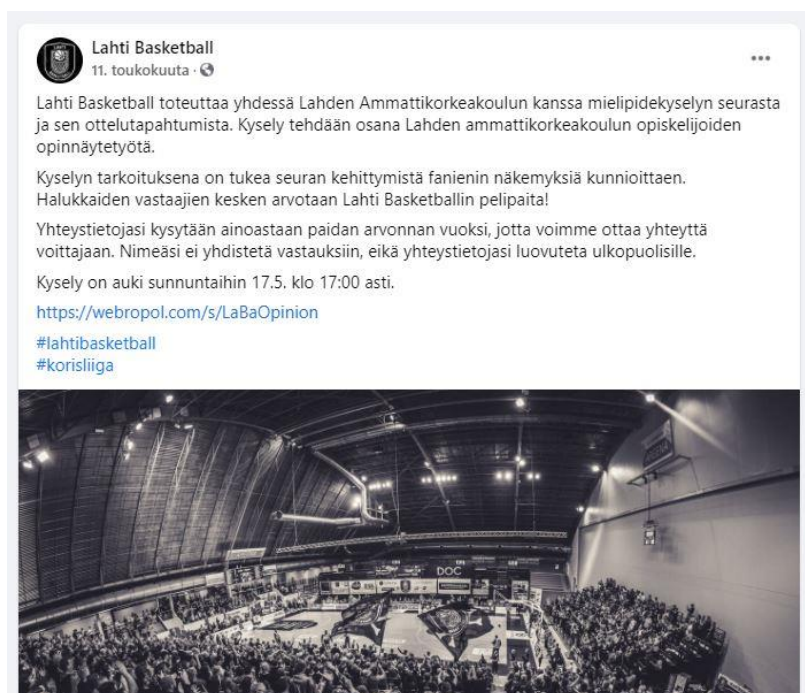 Lahti Basketball
11. toukokuuta ·
Lahti Basketball toteuttaa yhdessä Lahden Ammattikorkeakoulun kanssa mielipidekyselyn seurasta
ja sen ottelutapahtumista. Kysely tehdään osana Lahden ammattikorkeakoulun opiskelijoiden
opinnäytetyötä.
Kyselyn tarkoituksena on tukea seuran kehittymistä fanienin näkemyksiä kunnioittaen.
Halukkaiden vastaajien kesken arvotaan Lahti Basketballin pelipaita!
Yhteystietojasi kysytään ainoastaan paidan arvonnan vuoksi, jotta voimme ottaa yhteyttä
voittajaan. Nimeäsi ei yhdistetä vastauksiin, eikä yhteystietojasi luovuteta ulkopuolisille.
Kysely on auki sunnuntaihin 17.5. klo 17:00 asti.
https://webropol.com/s/LaBaOpinion
#lahtibasketball
#korisliiga
DOC